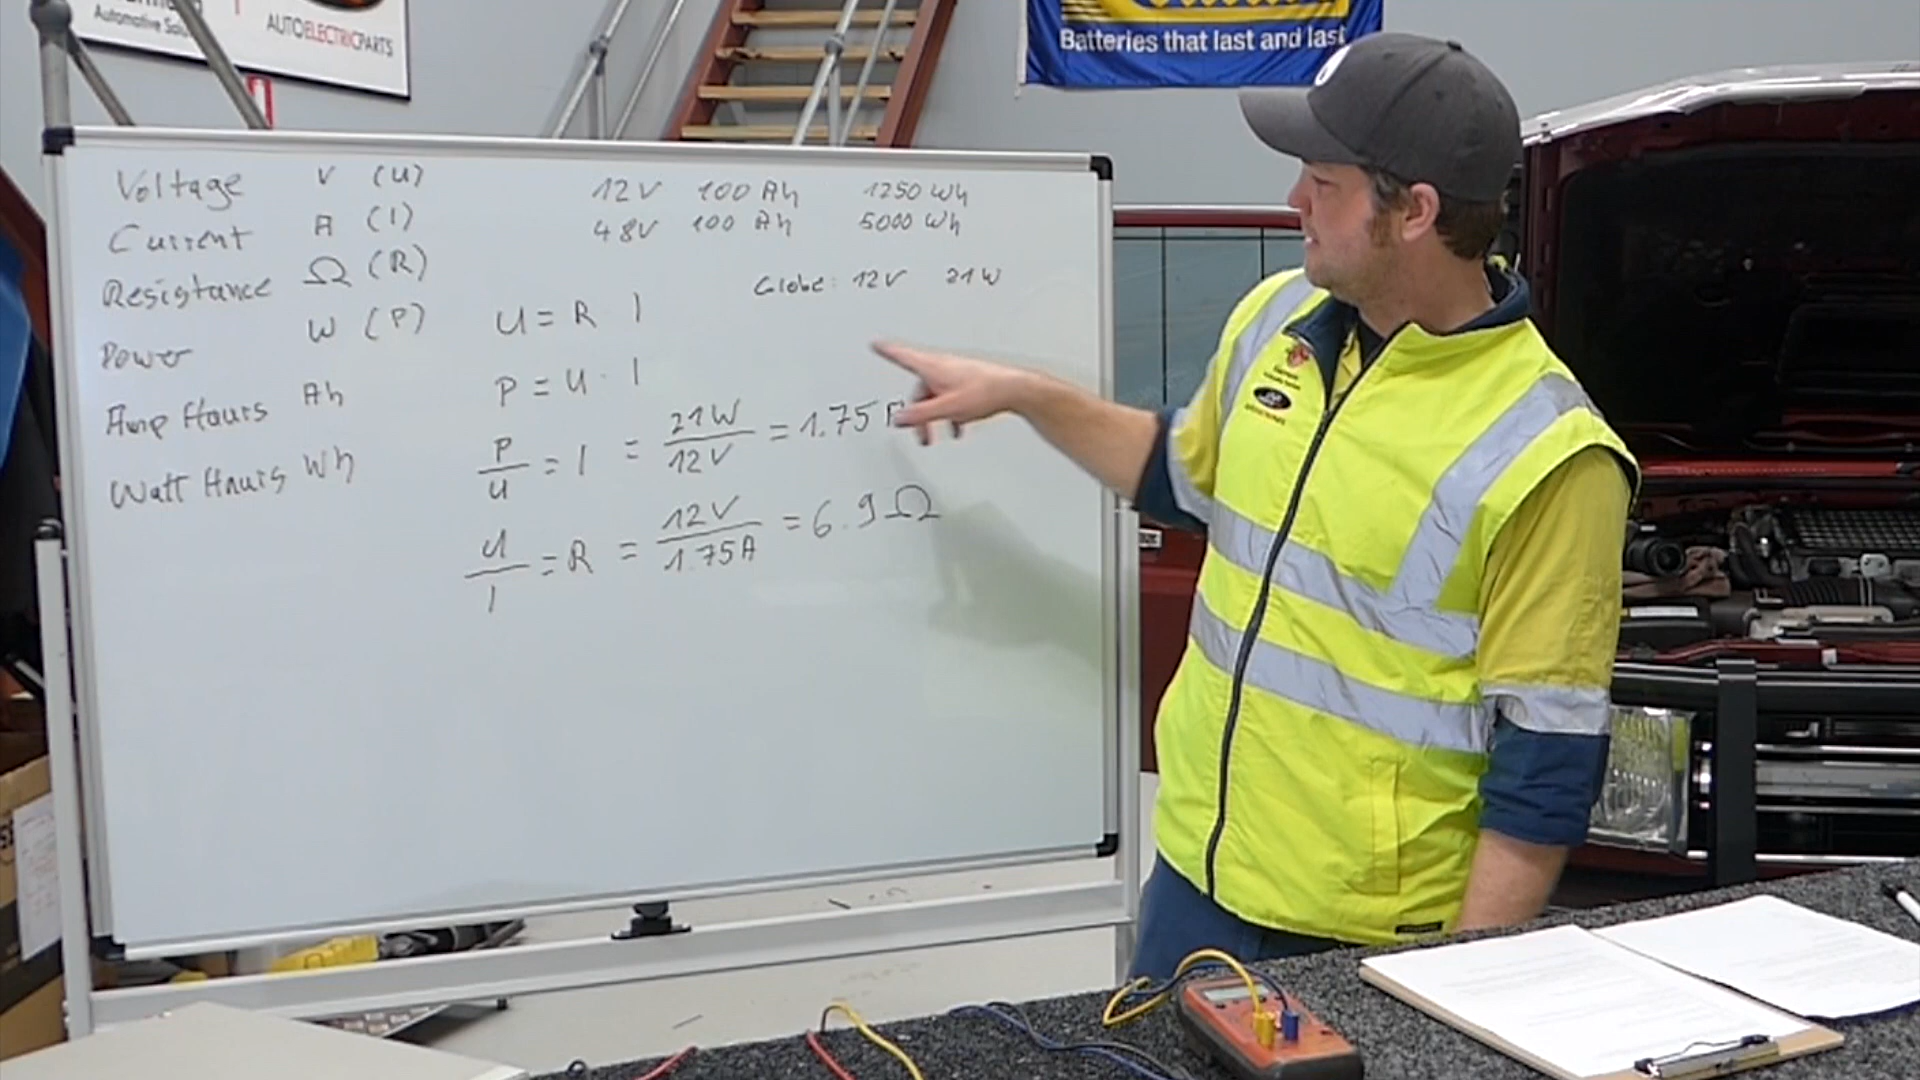 Automotive Solu
AUTOELECTRICPARTS
Batteries that last and last
Voltage V (U)
Current A (I)
Resistance Ω (R)
Power W (P)
Amp Hours Ah
Watt Hours Wh
12V 100 Ah 1250 Wh
48V 100 Ah 5000 Wh
Globe: 12V 21W
U = R I
P = U · I
P/U = I = 21W/12V = 1.75 A
U/I = R = 12V/1.75A = 6.9Ω